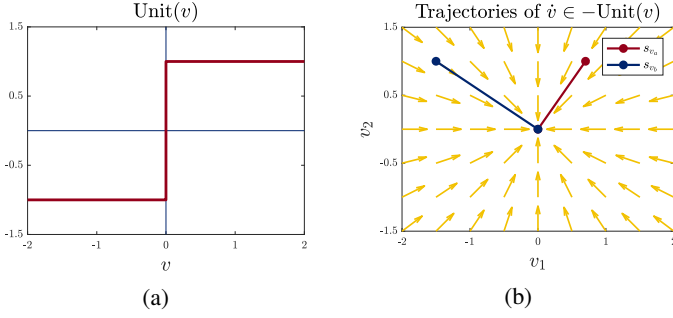 Unit(v)
1.5
0.5
-0.5
-1.5
-2
-1
0
1
2
v
(a)
Trajectories of v̇ ∈ −Unit(v)
s_{v_a}
s_{v_b}
1.5
0.5
v₂
-0.5
-1.5
-2
-1
0
1
2
v₁
(b)